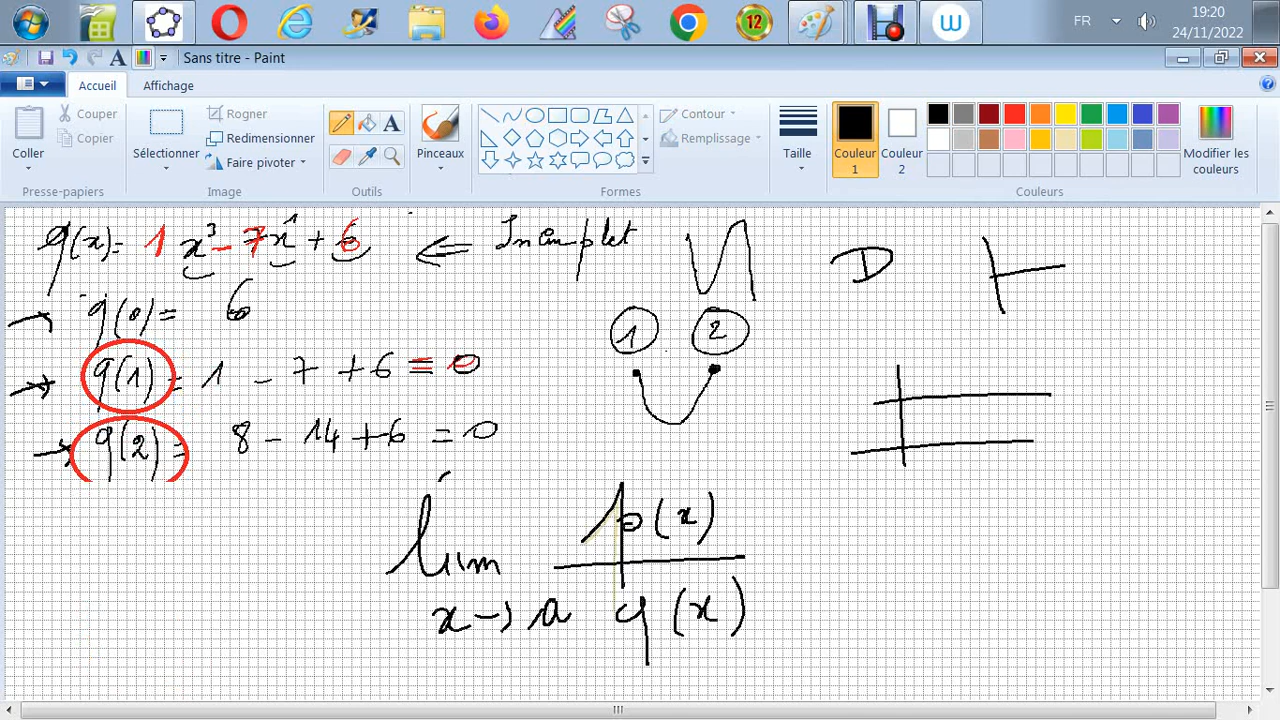 FR
19:20
24/11/2022
12
W
Sans titre - Paint
Accueil
Affichage
Coller
Couper
Copier
Presse-papiers
Sélectionner
Rogner
Redimensionner
Faire pivoter
Image
A
Outils
Pinceaux
Contour
Remplissage
Formes
Taille
Couleur 1
Couleur 2
Modifier les couleurs
Couleurs
q(x)= 1 x³ - 7x¹ + 6 ⇐ Incomplet
D
→ q(0)= 6
1 2
→ q(1) = 1 - 7 + 6 = 0
→ q(2) = 8 - 14 + 6 = 0
lim p(x)
x→a q(x)